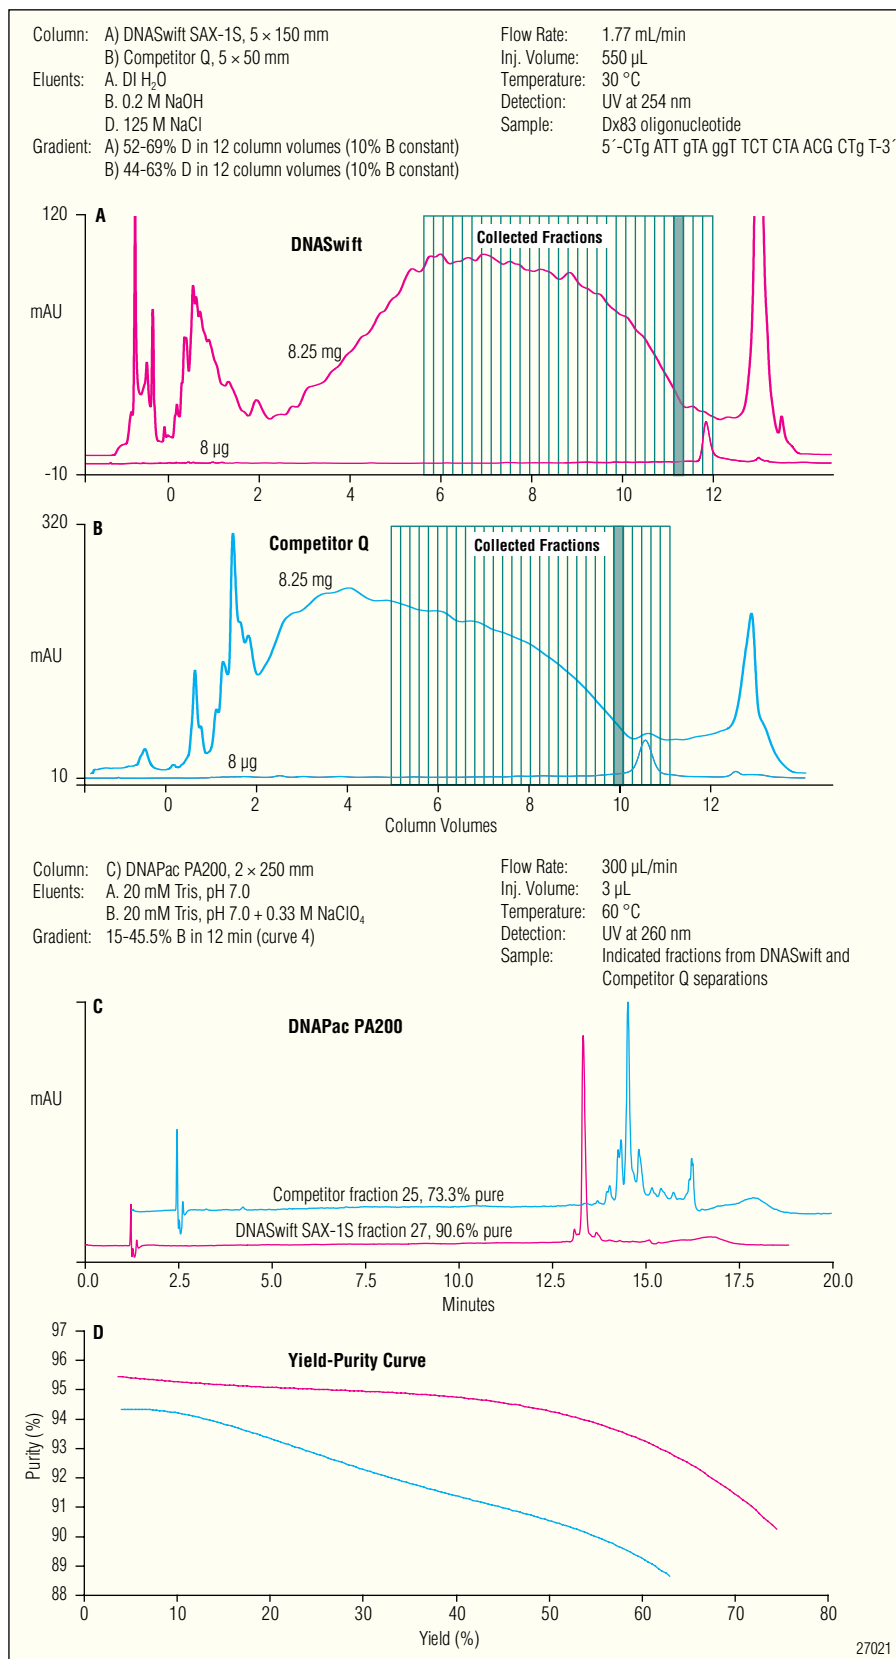 Column: A) DNASwift SAX-1S, 5 × 150 mm
B) Competitor Q, 5 × 50 mm
Eluents: A. DI H₂O
B. 0.2 M NaOH
D. 125 M NaCl
Gradient: A) 52-69% D in 12 column volumes (10% B constant)
B) 44-63% D in 12 column volumes (10% B constant)
Flow Rate: 1.77 mL/min
Inj. Volume: 550 µL
Temperature: 30 °C
Detection: UV at 254 nm
Sample: Dx83 oligonucleotide
5´-CTg ATT gTA ggT TCT CTA ACG CTg T-3´
120
A
DNASwift
Collected Fractions
mAU
8.25 mg
8 µg
-10
0 2 4 6 8 10 12
320
B
Competitor Q
Collected Fractions
8.25 mg
mAU
8 µg
10
0 2 4 6 8 10 12
Column Volumes
Column: C) DNAPac PA200, 2 × 250 mm
Eluents: A. 20 mM Tris, pH 7.0
B. 20 mM Tris, pH 7.0 + 0.33 M NaClO₄
Gradient: 15-45.5% B in 12 min (curve 4)
Flow Rate: 300 µL/min
Inj. Volume: 3 µL
Temperature: 60 °C
Detection: UV at 260 nm
Sample: Indicated fractions from DNASwift and
Competitor Q separations
C
DNAPac PA200
mAU
Competitor fraction 25, 73.3% pure
DNASwift SAX-1S fraction 27, 90.6% pure
0.0 2.5 5.0 7.5 10.0 12.5 15.0 17.5 20.0
Minutes
97
D
Yield-Purity Curve
96
95
94
93
92
91
90
89
88
Purity (%)
0 10 20 30 40 50 60 70 80
Yield (%)
27021